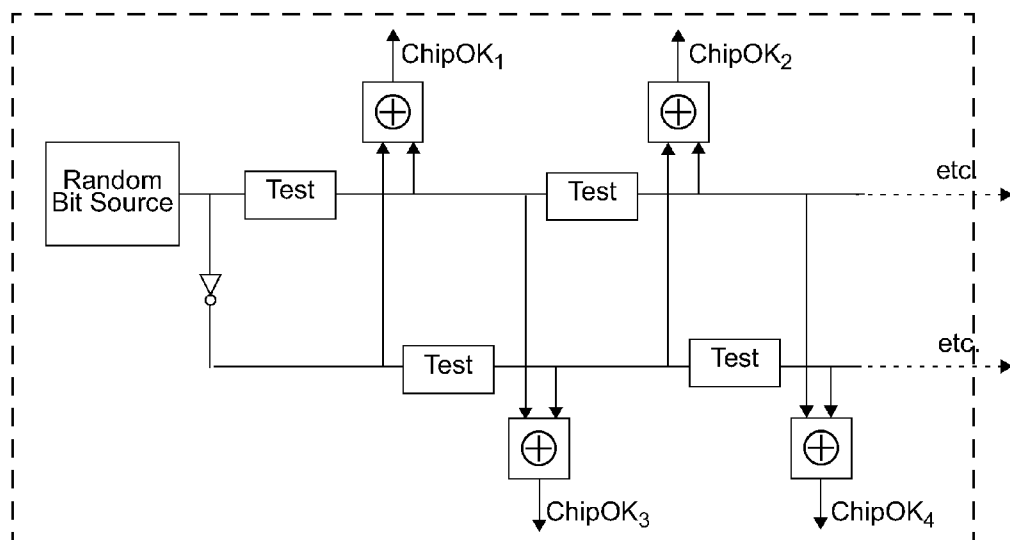 ChipOK1
ChipOK2
Random
Bit Source
Test
Test
etc.
Test
Test
etc.
ChipOK3
ChipOK4